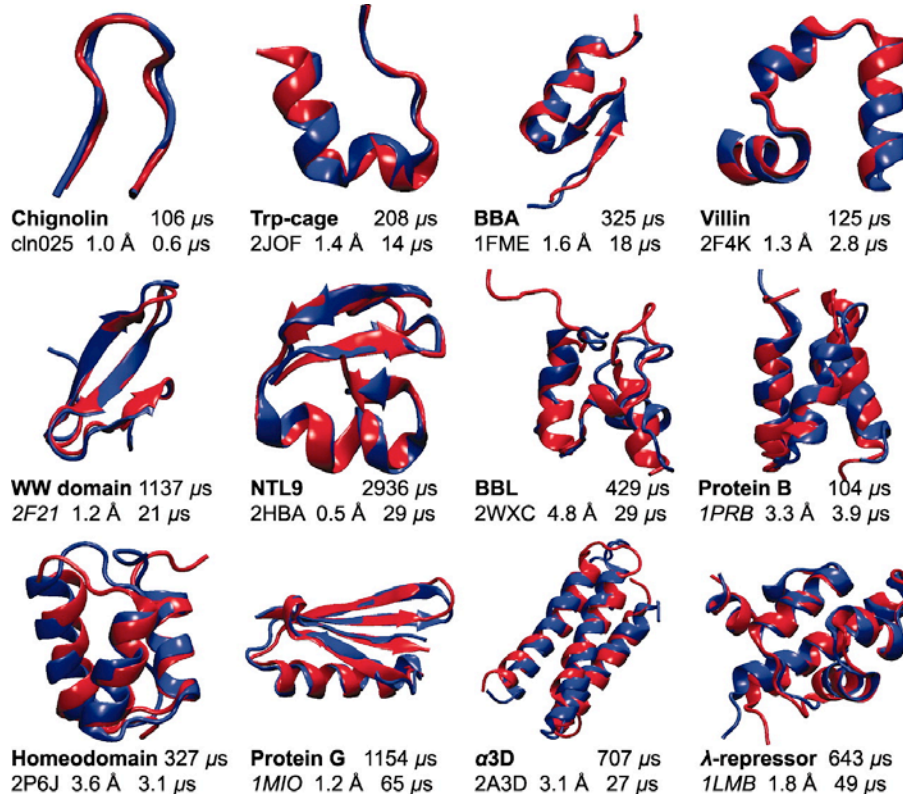 Chignolin 106 µs
cln025 1.0 Å 0.6 µs
Trp-cage 208 µs
2JOF 1.4 Å 14 µs
BBA 325 µs
1FME 1.6 Å 18 µs
Villin 125 µs
2F4K 1.3 Å 2.8 µs
WW domain 1137 µs
2F21 1.2 Å 21 µs
NTL9 2936 µs
2HBA 0.5 Å 29 µs
BBL 429 µs
2WXC 4.8 Å 29 µs
Protein B 104 µs
1PRB 3.3 Å 3.9 µs
Homeodomain 327 µs
2P6J 3.6 Å 3.1 µs
Protein G 1154 µs
1MIO 1.2 Å 65 µs
α3D 707 µs
2A3D 3.1 Å 27 µs
λ-repressor 643 µs
1LMB 1.8 Å 49 µs